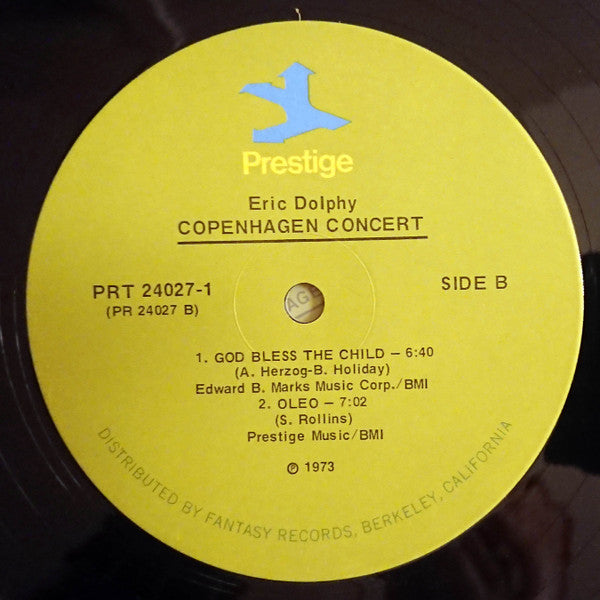 Prestige
Eric Dolphy
COPENHAGEN CONCERT
PRT 24027-1
(PR 24027 B)
SIDE B
AGE
1. GOD BLESS THE CHILD – 6:40
(A. Herzog-B. Holiday)
Edward B. Marks Music Corp./BMI
2. OLEO – 7:02
(S. Rollins)
Prestige Music/BMI
℗ 1973
DISTRIBUTED BY FANTASY RECORDS, BERKELEY, CALIFORNIA